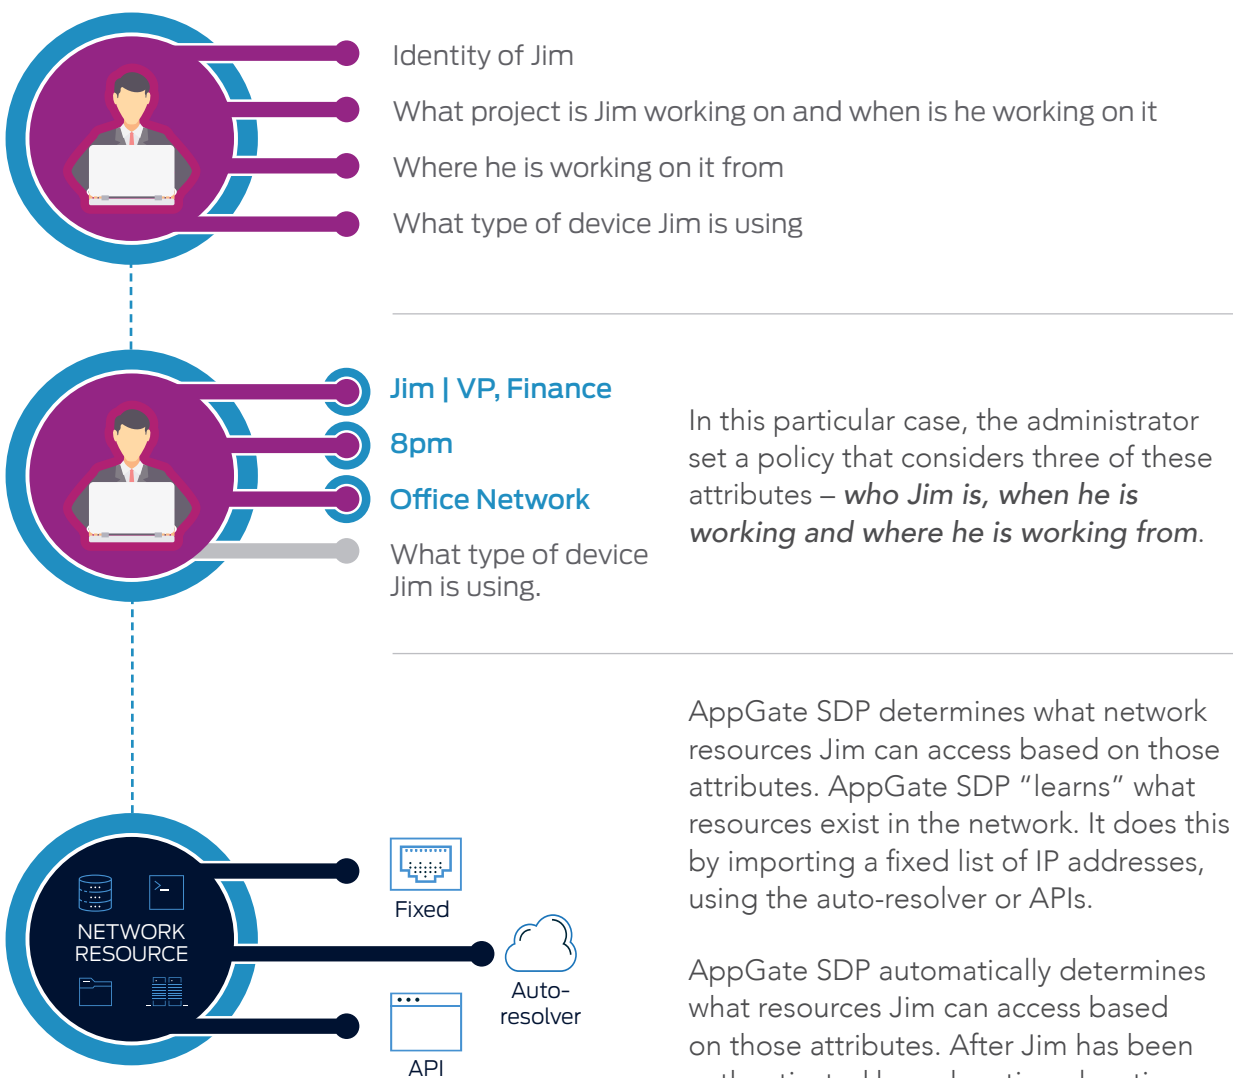 Identity of Jim
What project is Jim working on and when is he working on it
Where he is working on it from
What type of device Jim is using
Jim | VP, Finance
8pm
Office Network
What type of device
Jim is using.
In this particular case, the administrator
set a policy that considers three of these
attributes – who Jim is, when he is
working and where he is working from.
AppGate SDP determines what network
resources Jim can access based on those
attributes. AppGate SDP “learns” what
resources exist in the network. It does this
by importing a fixed list of IP addresses,
using the auto-resolver or APIs.
NETWORK
RESOURCE
Fixed
Auto-
resolver
API
AppGate SDP automatically determines
what resources Jim can access based
on those attributes. After Jim has been